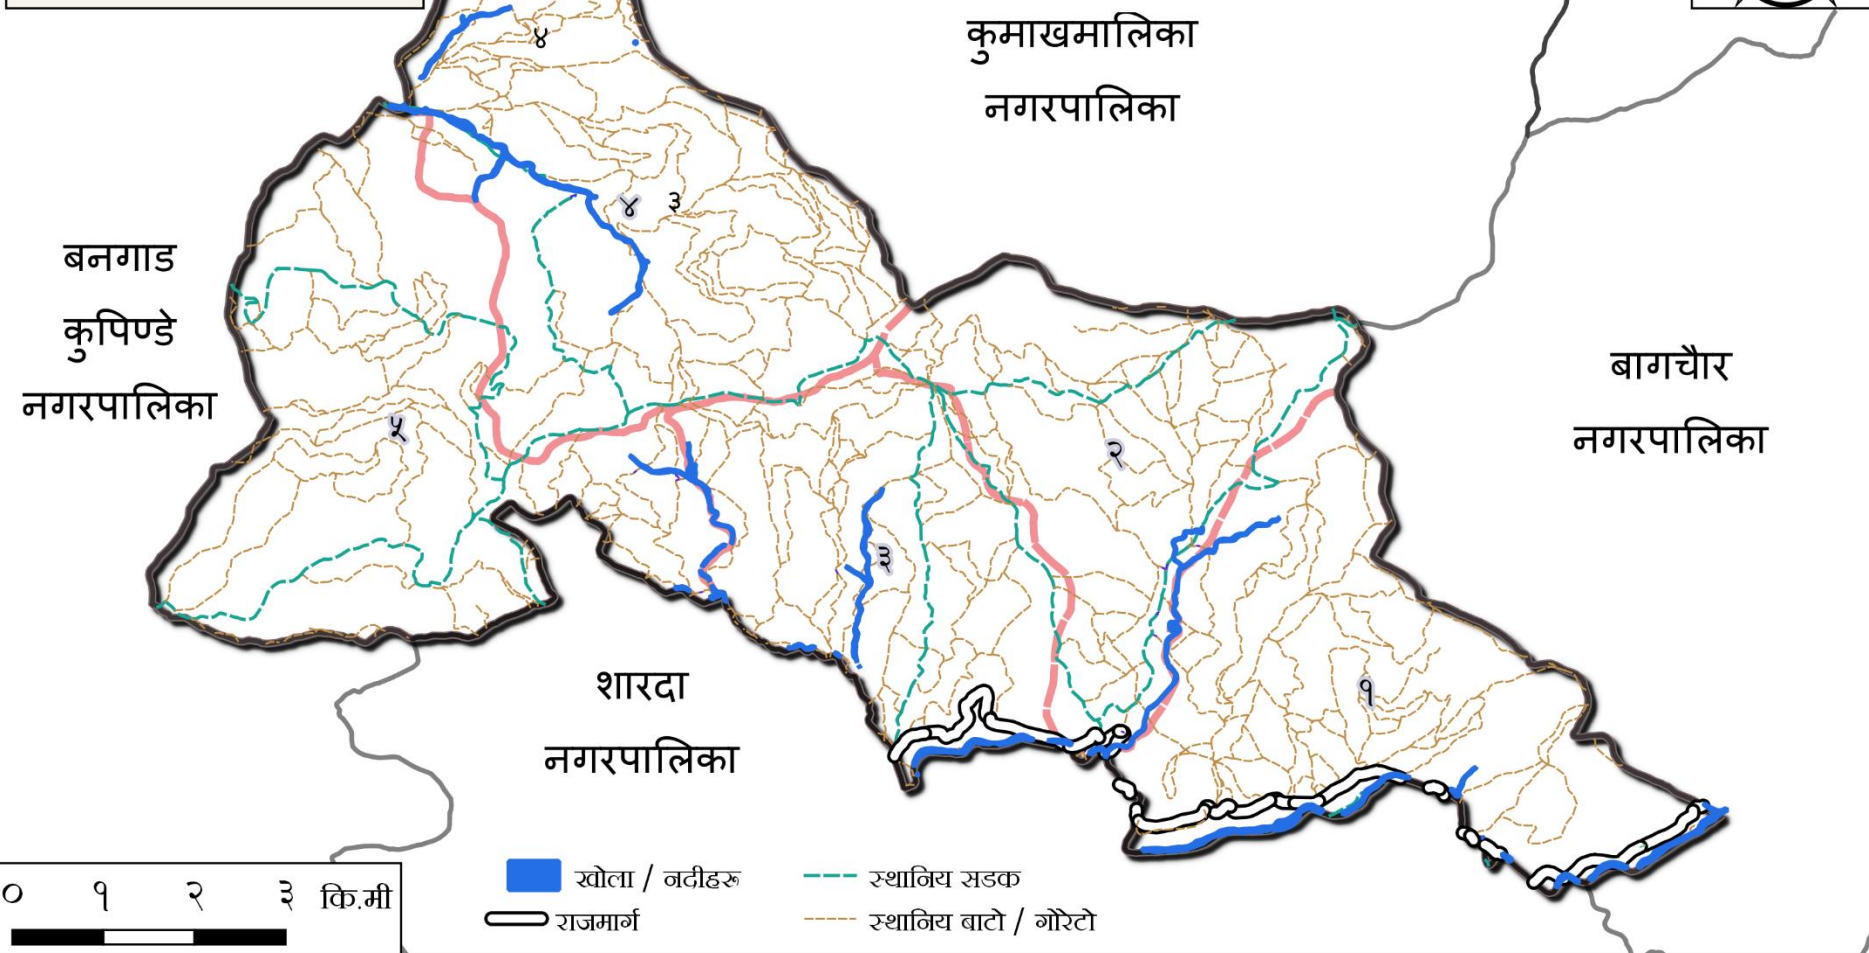 ४
कुमाखमालिका
नगरपालिका
४
३
बनगाड
कुपिण्डे
नगरपालिका
बागचौर
नगरपालिका
५
२
३
शारदा
नगरपालिका
१
० १ २ ३ कि.मी
खोला / नदीहरू
स्थानिय सडक
राजमार्ग
स्थानिय बाटो / गोरेटो